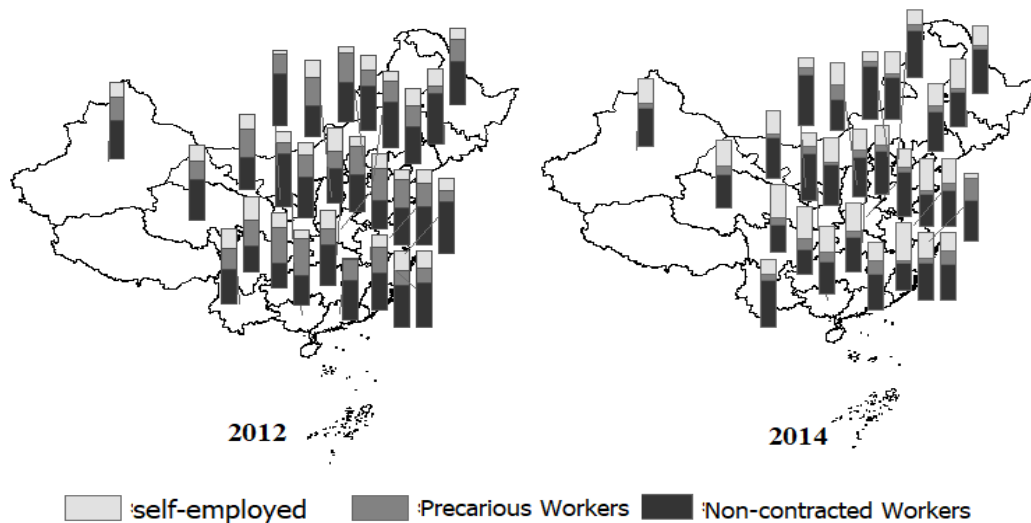 2012
2014
self-employed
Precarious Workers
Non-contracted Workers